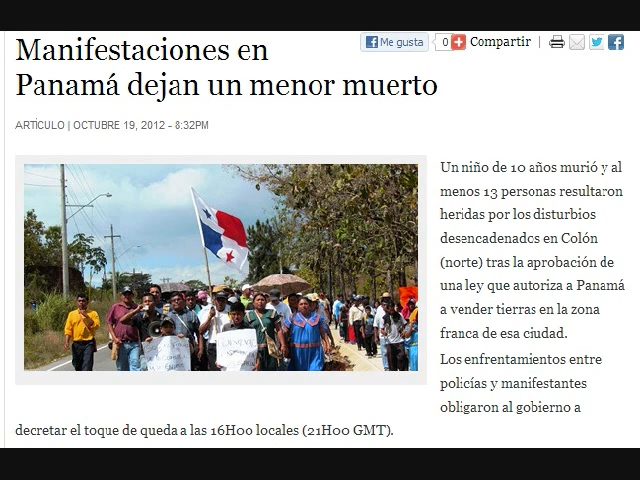 Manifestaciones en
Panamá dejan un menor muerto
Me gusta 0 Compartir |
ARTÍCULO | OCTUBRE 19, 2012 - 8:32PM
Un niño de 10 años murió y al
menos 13 personas resultaron
heridas por los disturbios
desencadenados en Colón
(norte) tras la aprobación de
una ley que autoriza a Panamá
a vender tierras en la zona
franca de esa ciudad.
Los enfrentamientos entre
policías y manifestantes
obligaron al gobierno a
decretar el toque de queda a las 16H00 locales (21H00 GMT).